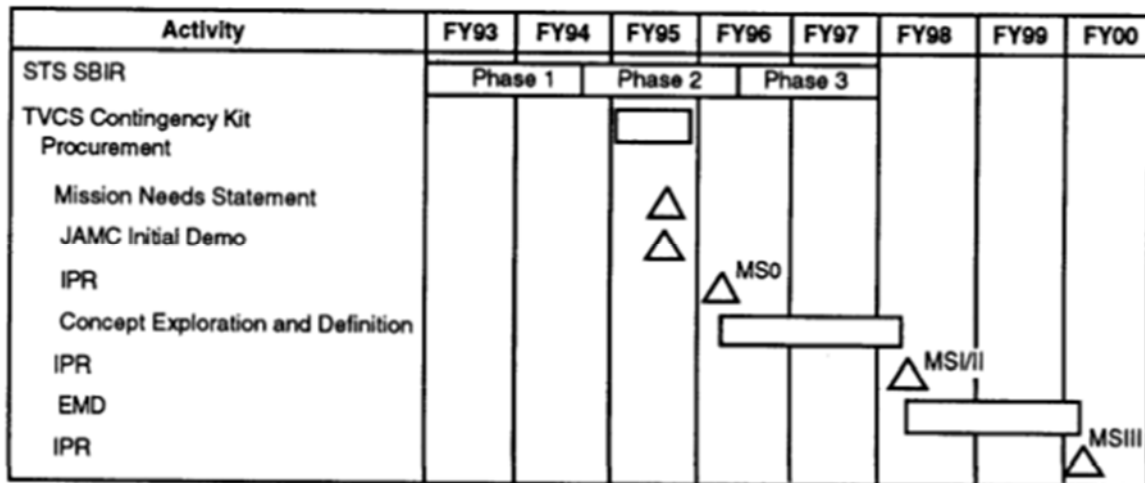 Activity FY93 FY94 FY95 FY96 FY97 FY98 FY99 FY00
STS SBIR Phase 1 Phase 2 Phase 3
TVCS Contingency Kit
Procurement
Mission Needs Statement
JAMC Initial Demo
IPR MS0
Concept Exploration and Definition
IPR MSI/II
EMD
IPR MSIII